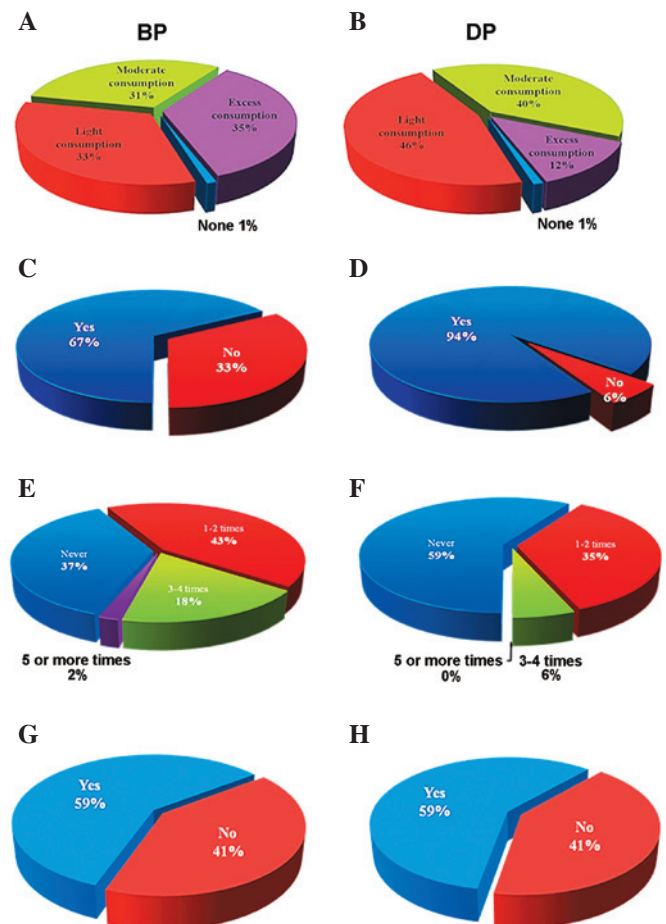 A
BP
B
DP
Moderate
consumption
31%
Excess
consumption
35%
Light
consumption
33%
None 1%
Moderate
consumption
40%
Light
consumption
46%
Excess
consumption
12%
None 1%
C
D
Yes
67%
No
33%
Yes
94%
No
6%
E
F
1-2 times
43%
Never
37%
3-4 times
18%
5 or more times
2%
Never
59%
1-2 times
35%
5 or more times
0%
3-4 times
6%
G
H
Yes
59%
No
41%
Yes
59%
No
41%